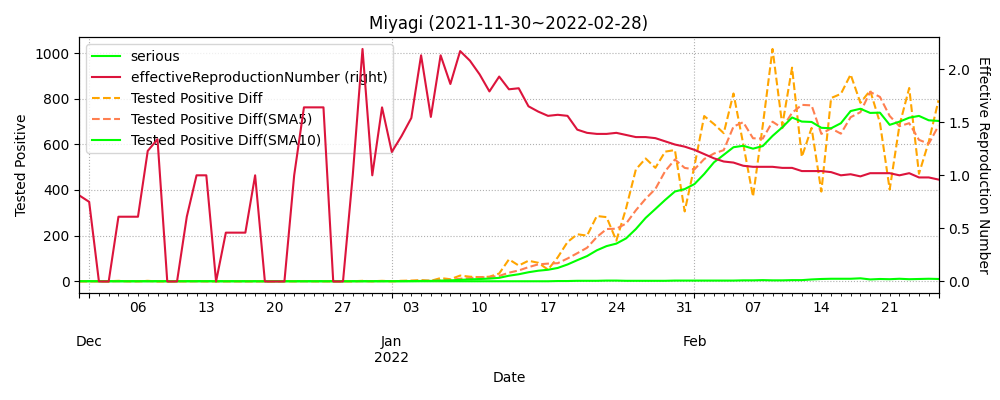 Miyagi (2021-11-30~2022-02-28)
serious
effectiveReproductionNumber (right)
Tested Positive Diff
Tested Positive Diff(SMA5)
Tested Positive Diff(SMA10)
Tested Positive
1000
800
600
400
200
0
Effective Reproduction Number
2.0
1.5
1.0
0.5
0.0
06 13 20 27 03 10 17 24 31 07 14 21
Dec Jan Feb
2022
Date